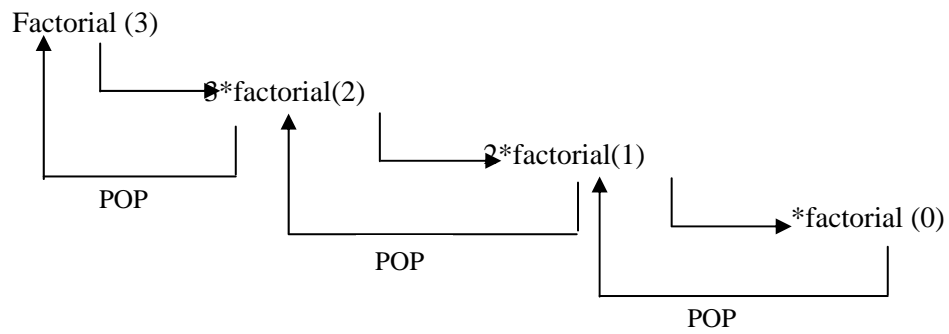 Factorial (3)
3*factorial(2)
2*factorial(1)
POP
*factorial (0)
POP
POP